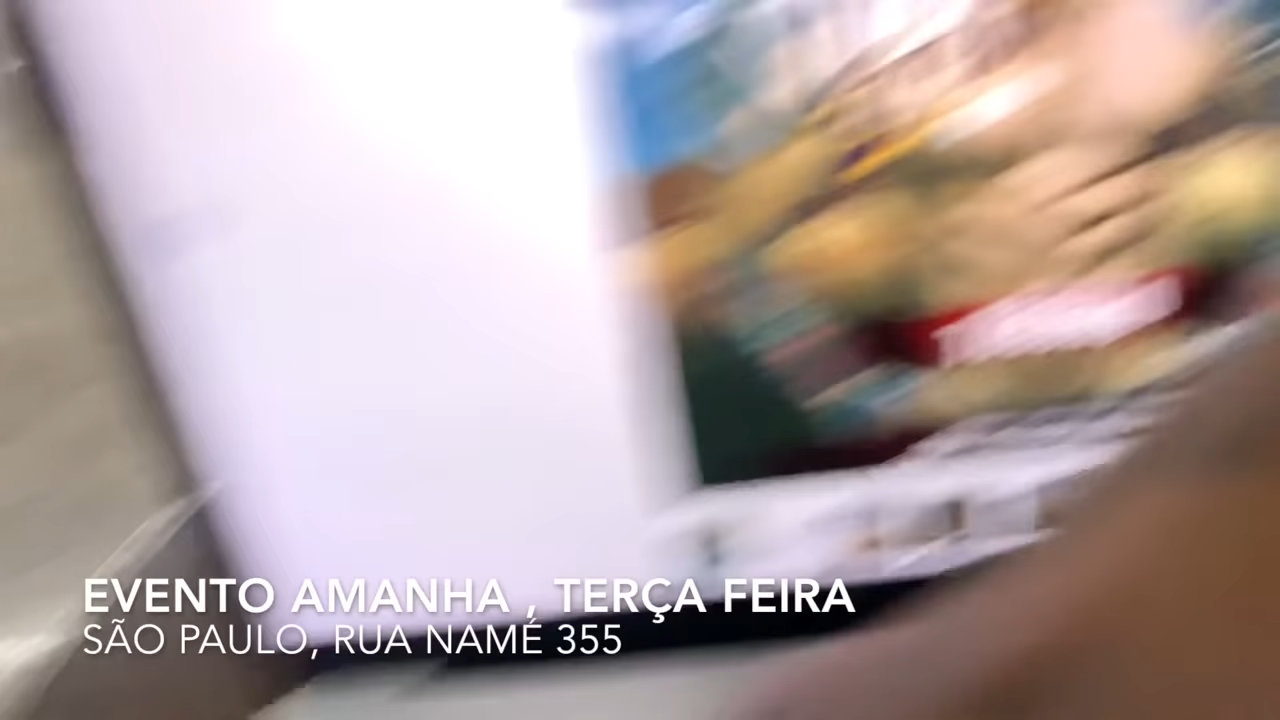 EVENTO AMANHA , TERÇA FEIRA
SÃO PAULO, RUA NAMÉ 355